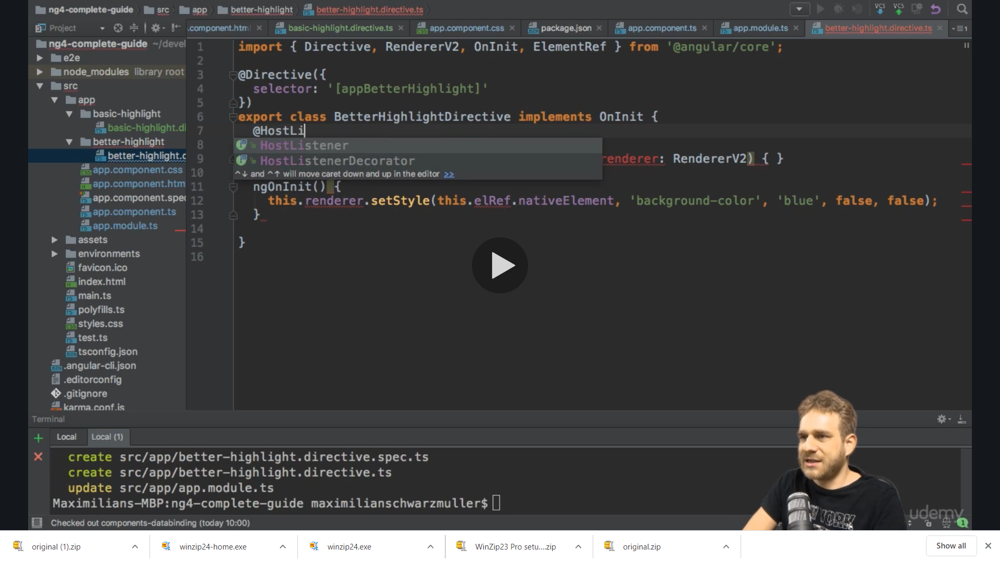 ng4-complete-guide src app better-highlight better-highlight.directive.ts
VCS VCS
Project
.component.html basic-highlight.directive.ts app.component.css package.json app.component.ts app.module.ts better-highlight.directive.ts 1
ng4-complete-guide ~/devel
e2e
node_modules library root
src
app
basic-highlight
basic-highlight.di
better-highlight
better-highlight.d
app.component.css
app.component.htm
app.component.spec
app.component.ts
app.module.ts
assets
environments
favicon.ico
index.html
main.ts
polyfills.ts
styles.css
test.ts
tsconfig.json
.angular-cli.json
.editorconfig
.gitignore
karma.conf.js
1 import { Directive, RendererV2, OnInit, ElementRef } from '@angular/core';
2
3 @Directive({
4 selector: '[appBetterHighlight]'
5 })
6 export class BetterHighlightDirective implements OnInit {
7 @HostLi
8 HostListener
9 HostListenerDecorator renderer: RendererV2) { }
10 ^↓ and ^↑ will move caret down and up in the editor >>
11 ngOnInit() {
12 this.renderer.setStyle(this.elRef.nativeElement, 'background-color', 'blue', false, false);
13 }
14
15 }
16
Terminal
Local Local (1)
create src/app/better-highlight.directive.spec.ts
create src/app/better-highlight.directive.ts
update src/app/app.module.ts
Maximilians-MBP:ng4-complete-guide maximilianschwarzmuller$
YORK
udemy
Checked out components-databinding (today 10:00) 1
original (1).zip winzip24-home.exe winzip24.exe WinZip23 Pro setu....zip original.zip Show all